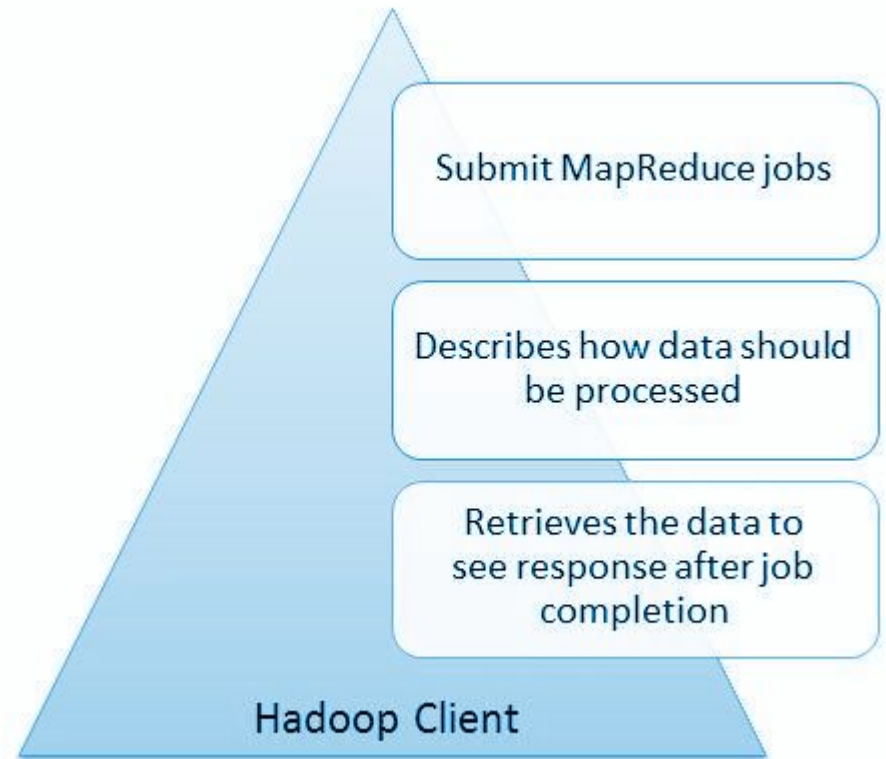 Submit MapReduce jobs
Describes how data should
be processed
Retrieves the data to
see response after job
completion
Hadoop Client